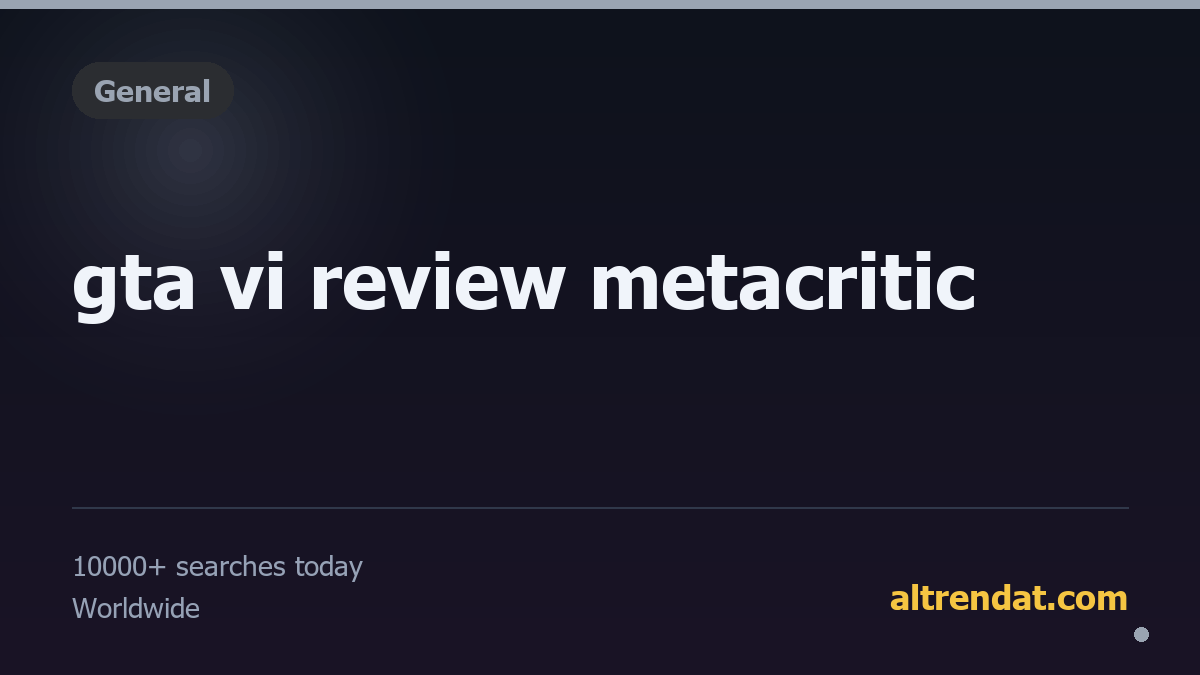 General
gta vi review metacritic
10000+ searches today
Worldwide
altrendat.com